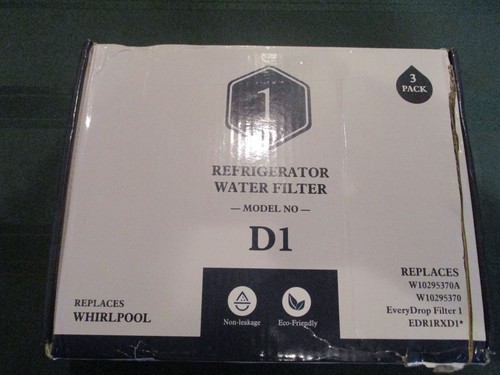 3
PACK
1
REFRIGERATOR
WATER FILTER
— MODEL NO —
D1
REPLACES
WHIRLPOOL
Non-leakage
Eco-Friendly
REPLACES
W10295370A
W10295370
EveryDrop Filter 1
EDR1RXD1*